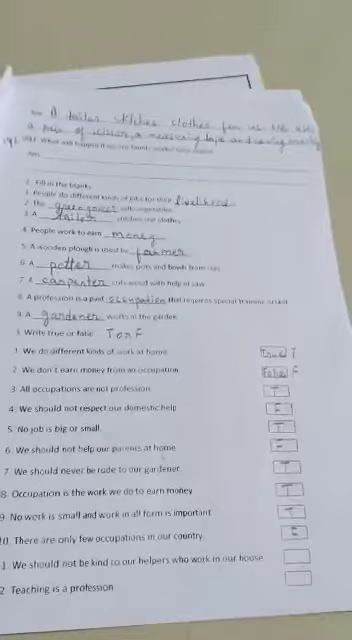 Ans A tailor stitches clothes for us. He uses
a pair of scissor, a measuring tape and sewing machine
Ans
1. Fill in the blanks
1. People do different kinds of jobs for their livelihood
2. The greengrocer sells vegetables
3. A tailor stitches our clothes
4. People work to earn money
5. A wooden plough is used by farmer
6. A potter makes pots and bowls from clay
7. A carpenter cuts wood with help of saw
8. A profession is a paid occupation that requires special training or skill
9. A gardener works in the garden
3. Write true or false T or F
1. We do different kinds of work at home True T
2. We don't earn money from an occupation False F
3. All occupations are not profession T
4. We should not respect our domestic help F
5. No job is big or small T
6. We should not help our parents at home F
7. We should never be rude to our gardener T
8. Occupation is the work we do to earn money T
9. No work is small and work in all form is important T
10. There are only few occupations in our country
1. We should not be kind to our helpers who work in our house
2 Teaching is a profession